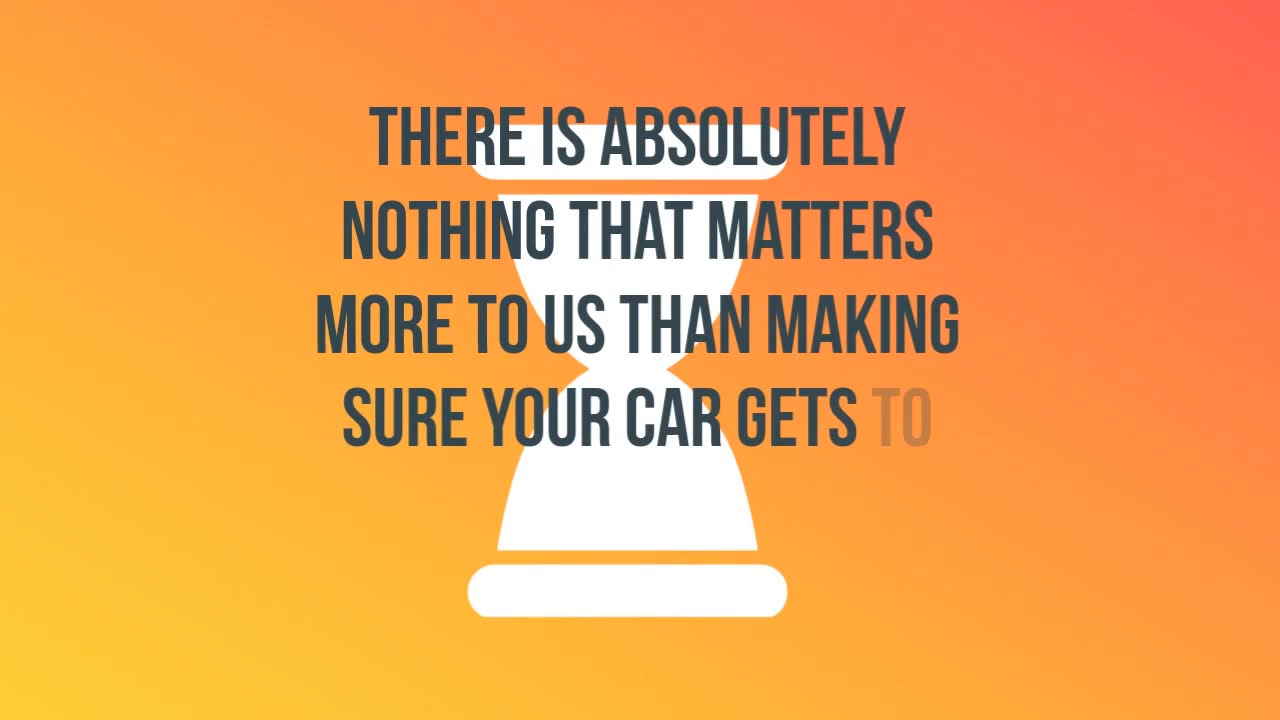 THERE IS ABSOLUTELY
NOTHING THAT MATTERS
MORE TO US THAN MAKING
SURE YOUR CAR GETS TO